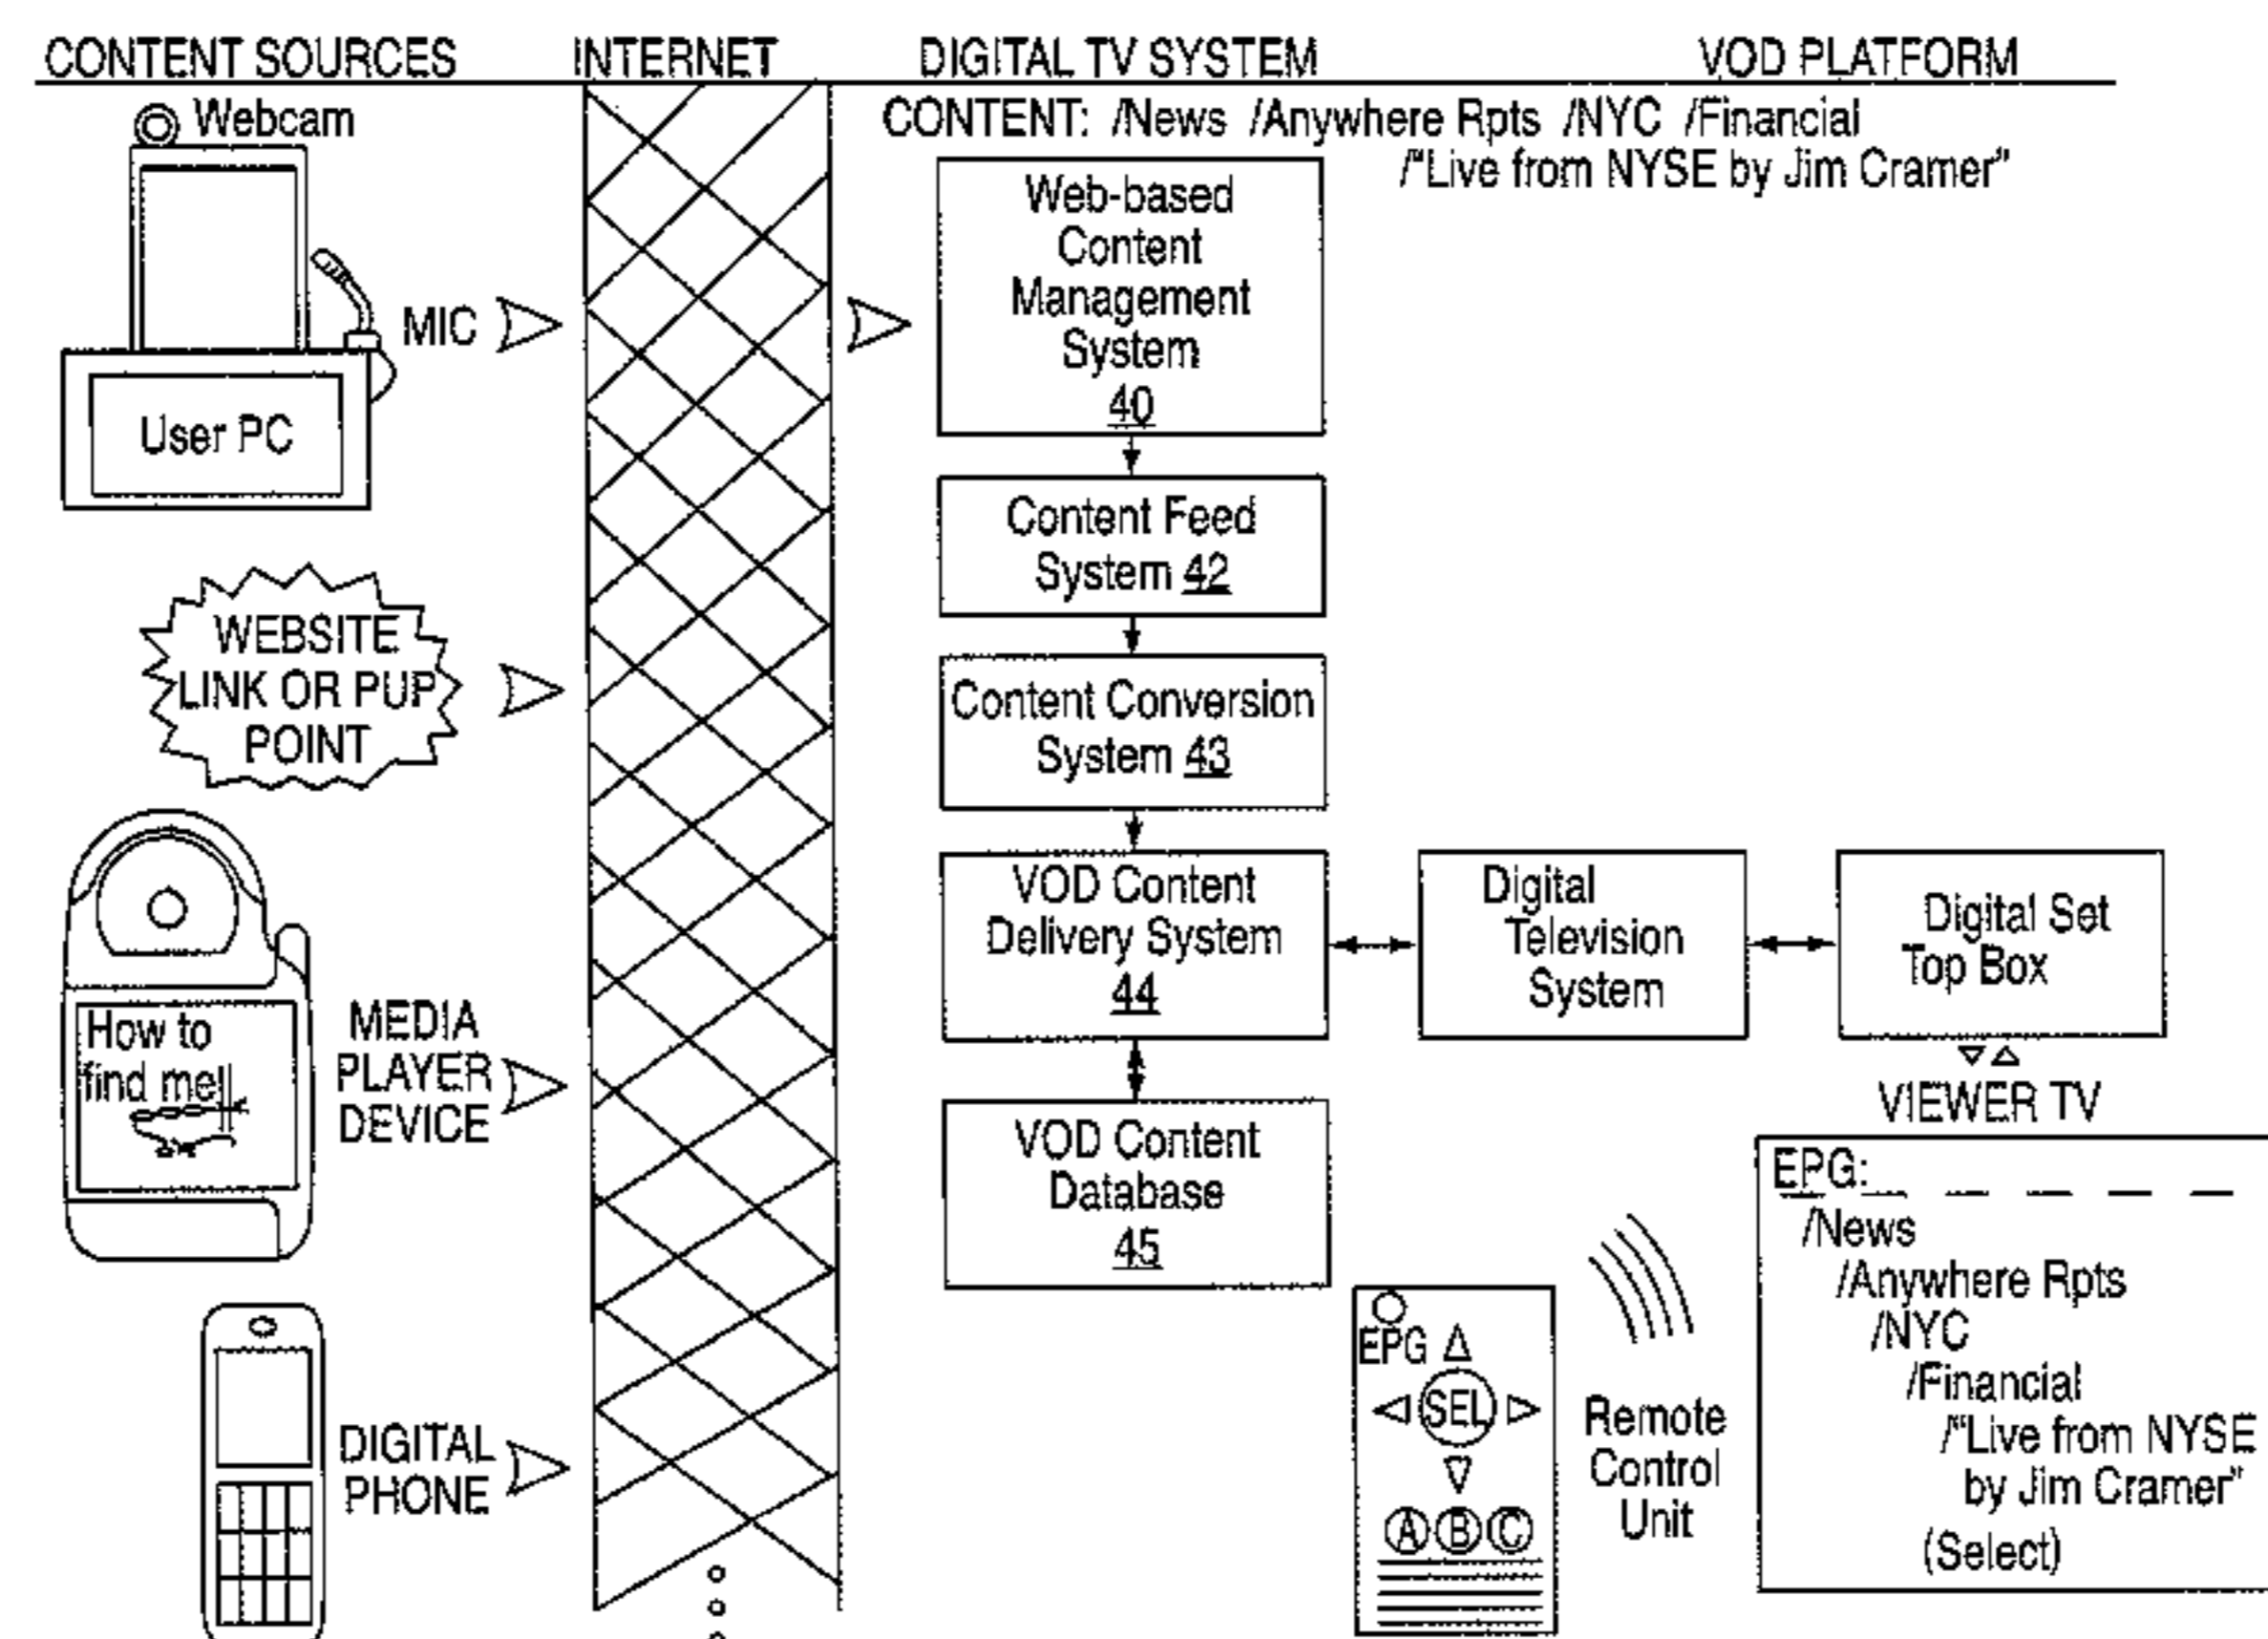 CONTENT SOURCES
INTERNET
DIGITAL TV SYSTEM
VOD PLATFORM
Webcam
CONTENT: /News /Anywhere Rpts /NYC /Financial
/"Live from NYSE by Jim Cramer"
MIC
User PC
Web-based
Content
Management
System
40
Content Feed
System 42
WEBSITE
LINK OR PUP
POINT
Content Conversion
System 43
VOD Content
Delivery System
44
Digital
Television
System
Digital Set
Top Box
How to
find me!!
MEDIA
PLAYER
DEVICE
VOD Content
Database
45
VIEWER TV
EPG:
/News
/Anywhere Rpts
/NYC
/Financial
/"Live from NYSE
by Jim Cramer"
(Select)
EPG
SEL
A B C
Remote
Control
Unit
DIGITAL
PHONE